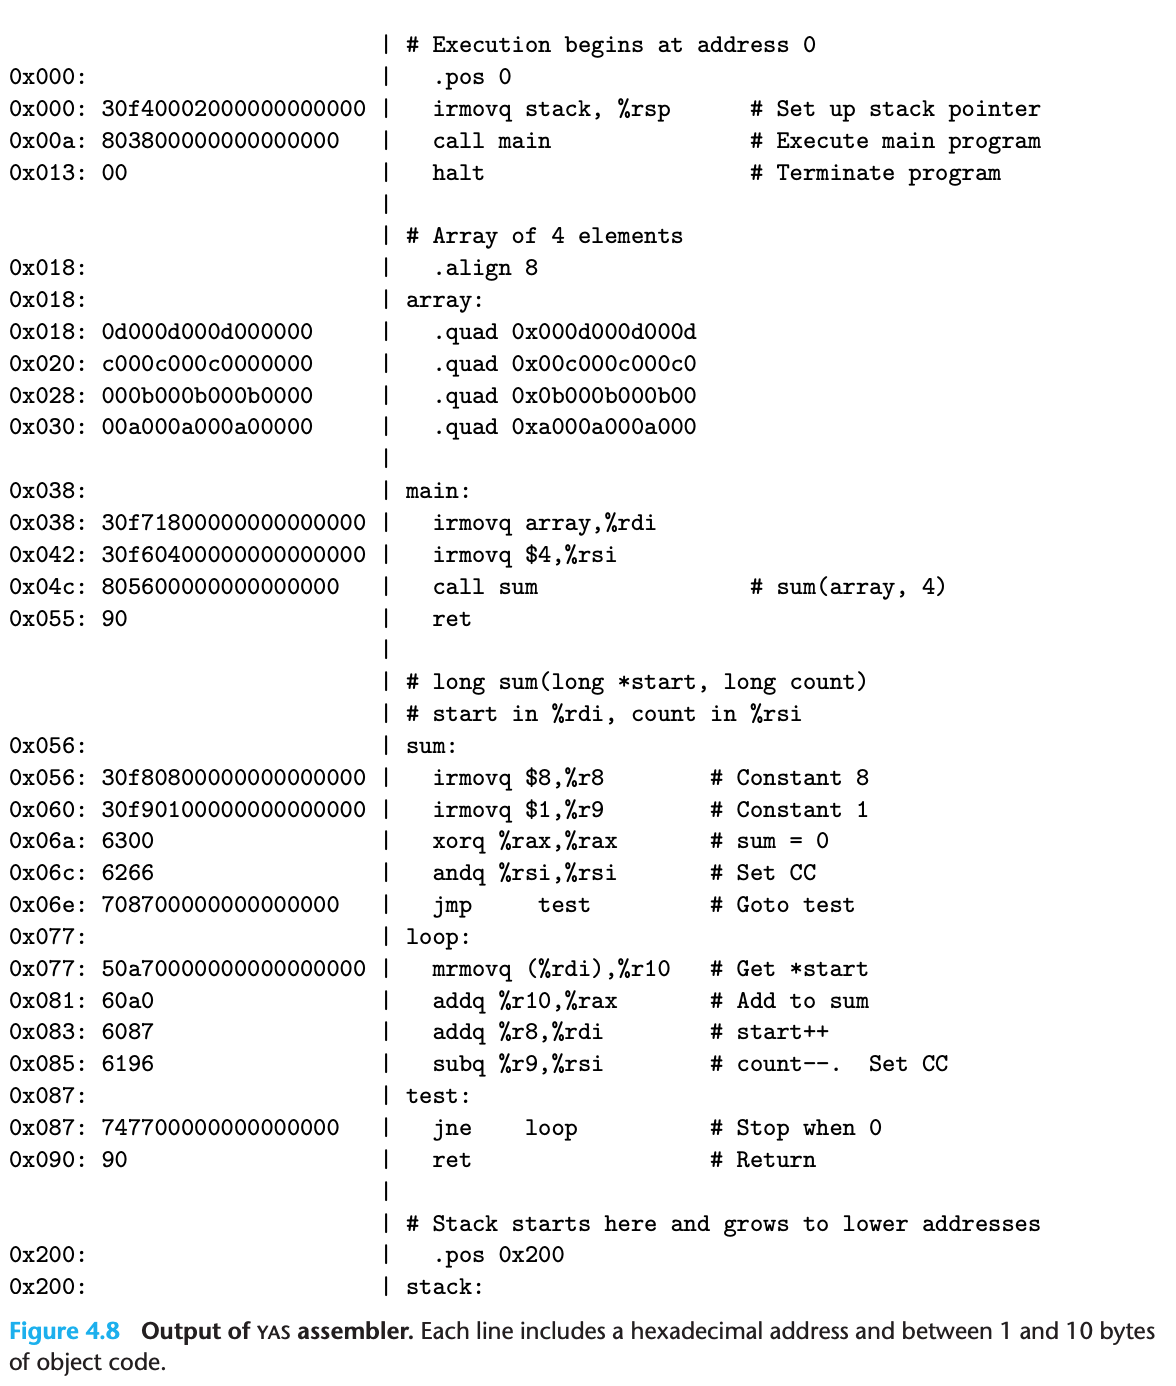 | # Execution begins at address 0
0x000: | .pos 0
0x000: 30f40002000000000000 | irmovq stack, %rsp # Set up stack pointer
0x00a: 803800000000000000 | call main # Execute main program
0x013: 00 | halt # Terminate program
|
| # Array of 4 elements
0x018: | .align 8
0x018: | array:
0x018: 0d000d000d000000 | .quad 0x000d000d000d
0x020: c000c000c0000000 | .quad 0x00c000c000c0
0x028: 000b000b000b0000 | .quad 0x0b000b000b00
0x030: 00a000a000a00000 | .quad 0xa000a000a000
|
0x038: | main:
0x038: 30f71800000000000000 | irmovq array,%rdi
0x042: 30f60400000000000000 | irmovq $4,%rsi
0x04c: 805600000000000000 | call sum # sum(array, 4)
0x055: 90 | ret
|
| # long sum(long *start, long count)
| # start in %rdi, count in %rsi
0x056: | sum:
0x056: 30f80800000000000000 | irmovq $8,%r8 # Constant 8
0x060: 30f90100000000000000 | irmovq $1,%r9 # Constant 1
0x06a: 6300 | xorq %rax,%rax # sum = 0
0x06c: 6266 | andq %rsi,%rsi # Set CC
0x06e: 708700000000000000 | jmp test # Goto test
0x077: | loop:
0x077: 50a70000000000000000 | mrmovq (%rdi),%r10 # Get *start
0x081: 60a0 | addq %r10,%rax # Add to sum
0x083: 6087 | addq %r8,%rdi # start++
0x085: 6196 | subq %r9,%rsi # count--. Set CC
0x087: | test:
0x087: 747700000000000000 | jne loop # Stop when 0
0x090: 90 | ret # Return
|
| # Stack starts here and grows to lower addresses
0x200: | .pos 0x200
0x200: | stack:
Figure 4.8 Output of YAS assembler. Each line includes a hexadecimal address and between 1 and 10 bytes
of object code.